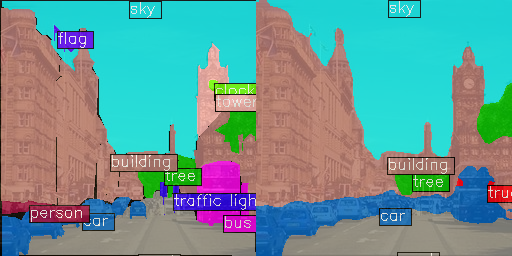 sky
flag
clock
tower
building
tree
traffic ligh
person
car
bus
sky
building
tree
truc
car